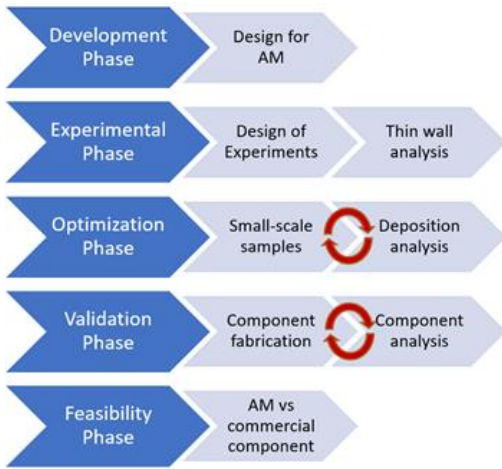 Development
Phase
Design for
AM
Experimental
Phase
Design of
Experiments
Thin wall
analysis
Optimization
Phase
Small-scale
samples
Deposition
analysis
Validation
Phase
Component
fabrication
Component
analysis
Feasibility
Phase
AM vs
commercial
component